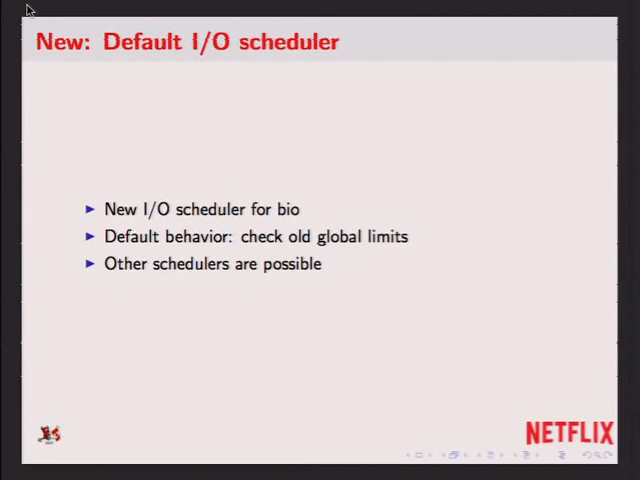 New: Default I/O scheduler
New I/O scheduler for bio
Default behavior: check old global limits
Other schedulers are possible
NETFLIX